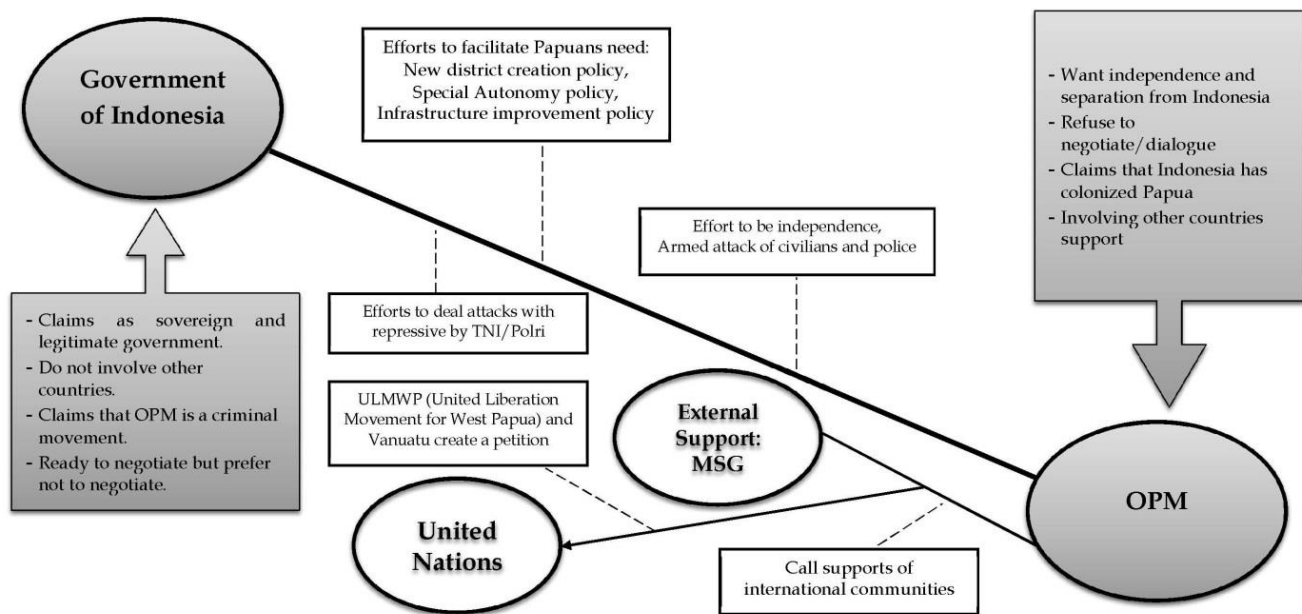 Government
of Indonesia
Efforts to facilitate Papuans need:
New district creation policy,
Special Autonomy policy,
Infrastructure improvement policy
- Want independence and
separation from Indonesia
- Refuse to
negotiate/dialogue
- Claims that Indonesia has
colonized Papua
- Involving other countries
support
Effort to be independence,
Armed attack of civilians and police
- Claims as sovereign and
legitimate government.
- Do not involve other
countries.
- Claims that OPM is a criminal
movement.
- Ready to negotiate but prefer
not to negotiate.
Efforts to deal attacks with
repressive by TNI/Polri
ULMWP (United Liberation
Movement for West Papua) and
Vanuatu create a petition
External
Support:
MSG
OPM
United
Nations
Call supports of
international communities